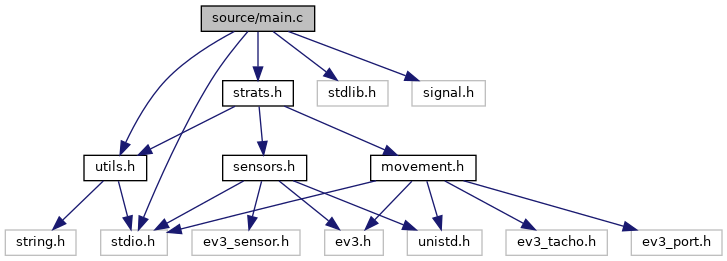 source/main.c
strats.h
stdlib.h
signal.h
utils.h
sensors.h
movement.h
string.h
stdio.h
ev3_sensor.h
ev3.h
unistd.h
ev3_tacho.h
ev3_port.h